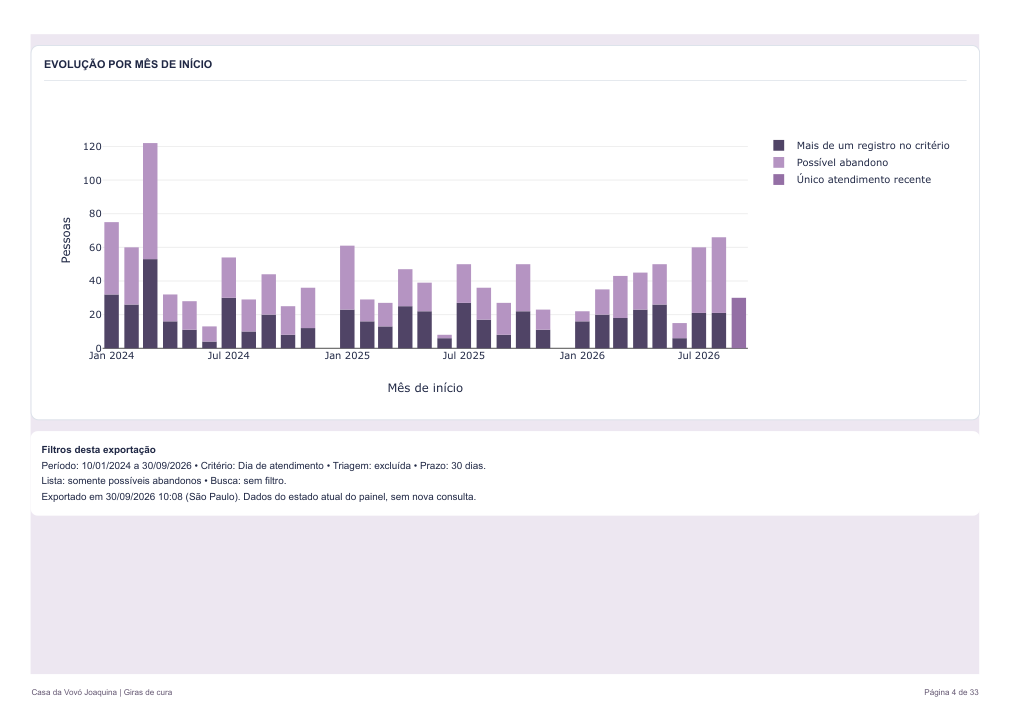 EVOLUÇÃO POR MÊS DE INÍCIO
120
100
80
60
40
20
0
Pessoas
Jan 2024
Jul 2024
Jan 2025
Jul 2025
Jan 2026
Jul 2026
Mês de início
Mais de um registro no critério
Possível abandono
Único atendimento recente
Filtros desta exportação
Período: 10/01/2024 a 30/09/2026 • Critério: Dia de atendimento • Triagem: excluída • Prazo: 30 dias.
Lista: somente possíveis abandonos • Busca: sem filtro.
Exportado em 30/09/2026 10:08 (São Paulo). Dados do estado atual do painel, sem nova consulta.
Casa da Vovó Joaquina | Giras de cura
Página 4 de 33